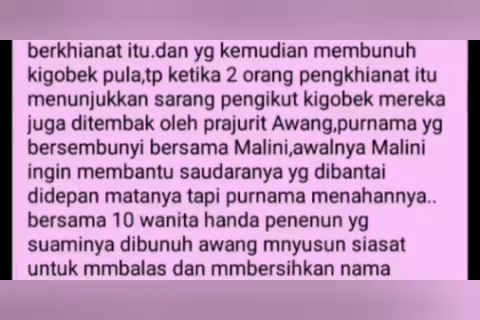 berkhianat itu.dan yg kemudian membunuh
kigobek pula,tp ketika 2 orang pengkhianat itu
menunjukkan sarang pengikut kigobek mereka
juga ditembak oleh prajurit Awang,purnama yg
bersembunyi bersama Malini,awalnya Malini
ingin membantu saudaranya yg dibantai
didepan matanya tapi purnama menahannya..
bersama 10 wanita handa penenun yg
suaminya dibunuh awang mnyusun siasat
untuk mmbalas dan mmbersihkan nama